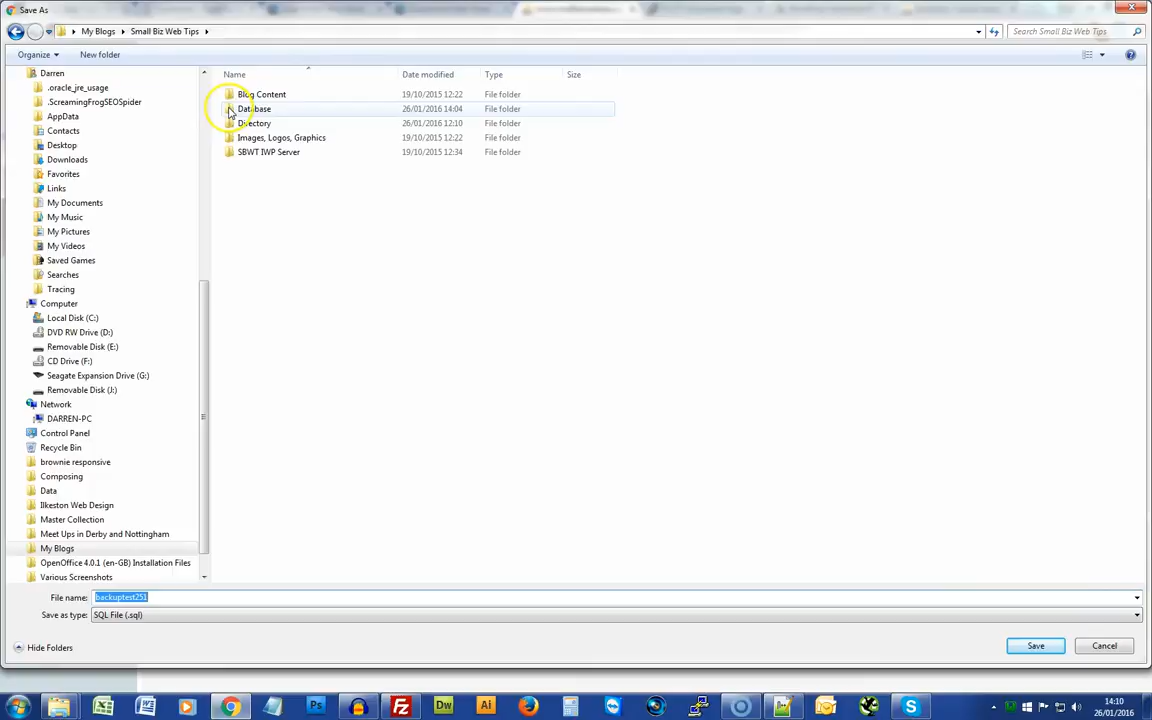 Save As
My Blogs Small Biz Web Tips
Search Small Biz Web Tips
Organize New folder
Name Date modified Type Size
Darren
.oracle_jre_usage
.ScreamingFrogSEOSpider
AppData
Contacts
Desktop
Downloads
Favorites
Links
My Documents
My Music
My Pictures
My Videos
Saved Games
Searches
Tracing
Computer
Local Disk (C:)
DVD RW Drive (D:)
Removable Disk (E:)
CD Drive (F:)
Seagate Expansion Drive (G:)
Removable Disk (J:)
Network
DARREN-PC
Control Panel
Recycle Bin
brownie responsive
Composing
Data
Ilkeston Web Design
Master Collection
Meet Ups in Derby and Nottingham
My Blogs
OpenOffice 4.0.1 (en-GB) Installation Files
Various Screenshots
Blog Content 19/10/2015 12:22 File folder
Database 26/01/2016 14:04 File folder
Directory 26/01/2016 12:10 File folder
Images, Logos, Graphics 19/10/2015 12:22 File folder
SBWT IWP Server 19/10/2015 12:34 File folder
File name: backuptest251
Save as type: SQL File (.sql)
Hide Folders Save Cancel
Ps Fz Dw Ai
14:10
26/01/2016